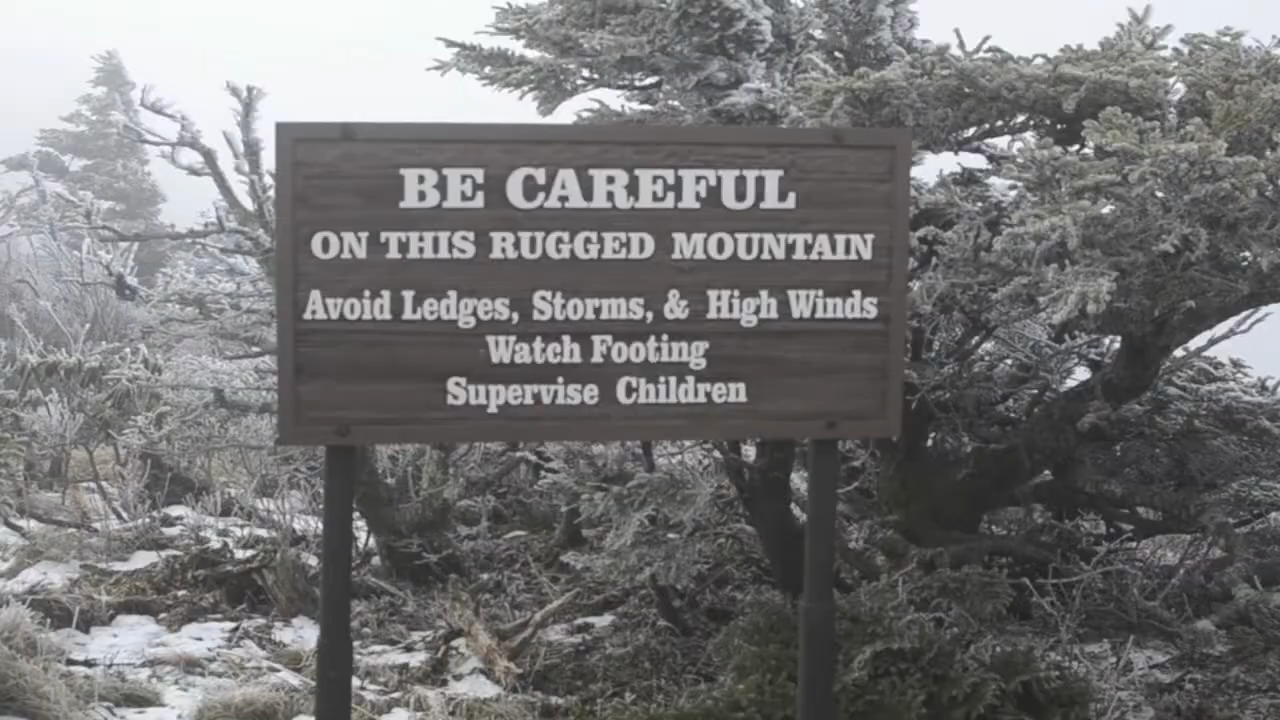 BE CAREFUL
ON THIS RUGGED MOUNTAIN
Avoid Ledges, Storms, & High Winds
Watch Footing
Supervise Children